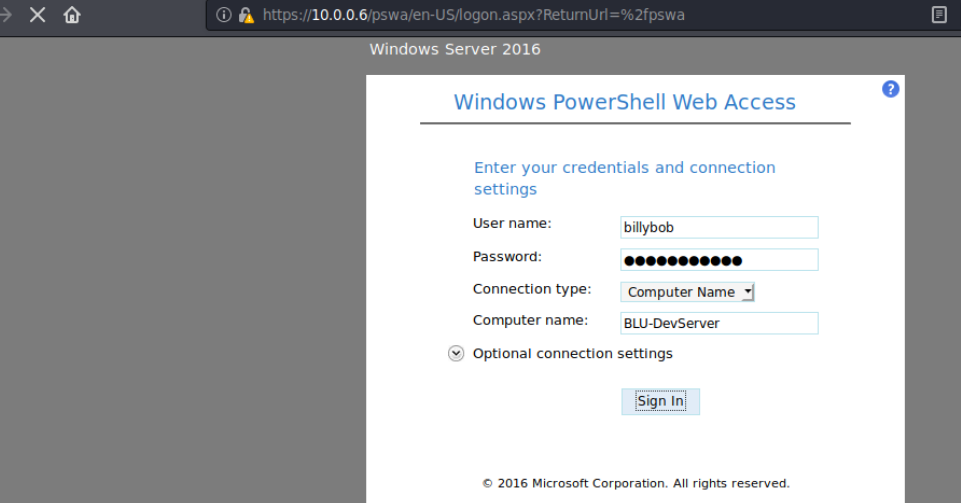 https://10.0.0.6/pswa/en-US/logon.aspx?ReturnUrl=%2fpswa
Windows Server 2016
Windows PowerShell Web Access
?
Enter your credentials and connection
settings
User name:
billybob
Password:
●●●●●●●●●●●
Connection type:
Computer Name
Computer name:
BLU-DevServer
Optional connection settings
Sign In
© 2016 Microsoft Corporation. All rights reserved.